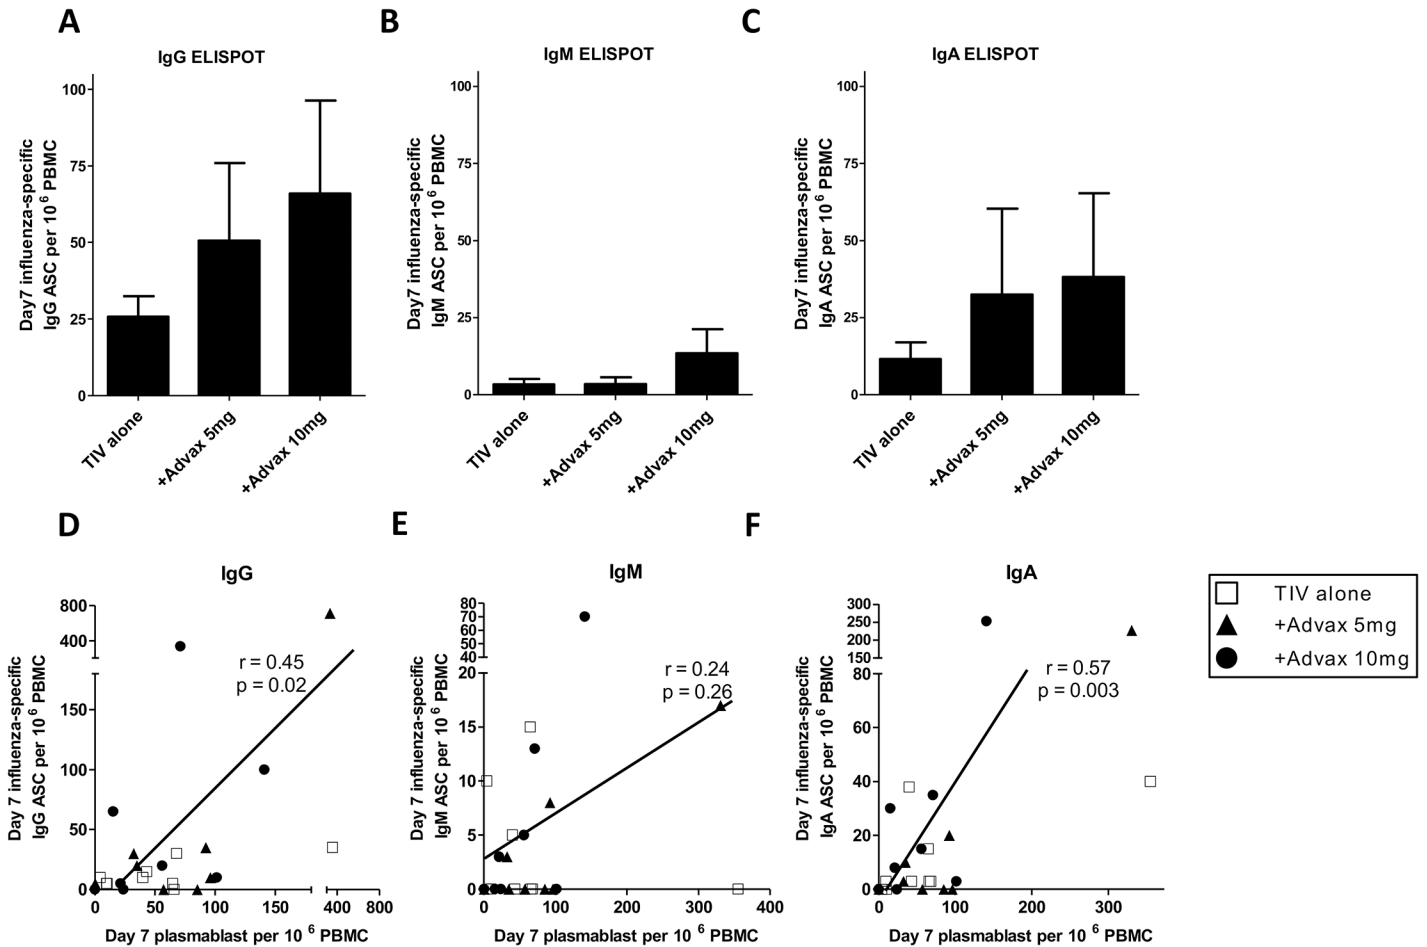 A
IgG ELISPOT
Day7 influenza-specific
IgG ASC per 10 6 PBMC
100
75
50
25
0
TIV alone
+Advax 5mg
+Advax 10mg
B
IgM ELISPOT
Day7 influenza-specific
IgM ASC per 10 6 PBMC
100
75
50
25
0
TIV alone
+Advax 5mg
+Advax 10mg
C
IgA ELISPOT
Day7 influenza-specific
IgA ASC per 10 6 PBMC
100
75
50
25
0
TIV alone
+Advax 5mg
+Advax 10mg
D
IgG
Day 7 influenza-specific
IgG ASC per 10 6 PBMC
800
400
150
100
50
0
r = 0.45
p = 0.02
0 50 100 150 400 800
Day 7 plasmablast per 10 6 PBMC
E
IgM
Day 7 influenza-specific
IgM ASC per 10 6 PBMC
80
70
60
50
40
20
15
10
5
0
r = 0.24
p = 0.26
0 100 200 300 400
Day 7 plasmablast per 10 6 PBMC
F
IgA
Day 7 influenza-specific
IgA ASC per 10 6 PBMC
300
250
200
150
80
60
40
20
0
r = 0.57
p = 0.003
0 100 200 300
Day 7 plasmablast per 10 6 PBMC
TIV alone
+Advax 5mg
+Advax 10mg